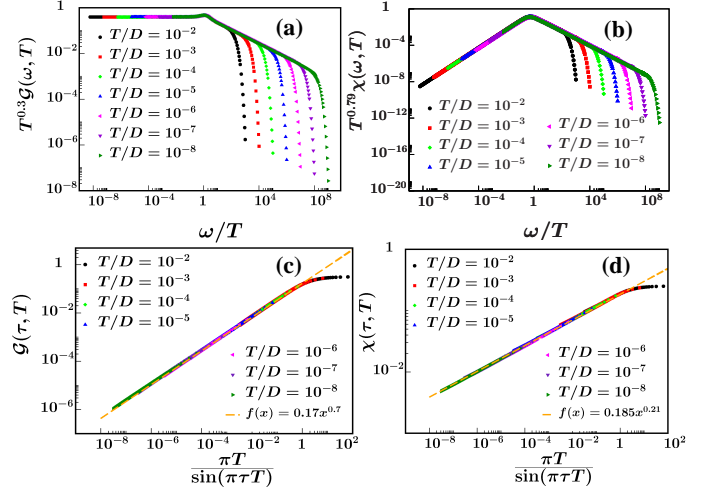 (a)
T^{0.3}𝒢(ω, T)
1
10^{-2}
10^{-4}
10^{-6}
10^{-8}
T/D = 10^{-2}
T/D = 10^{-3}
T/D = 10^{-4}
T/D = 10^{-5}
T/D = 10^{-6}
T/D = 10^{-7}
T/D = 10^{-8}
10^{-8} 10^{-4} 1 10^{4} 10^{8}
ω/T
(b)
T^{0.79}χ(ω, T)
1
10^{-4}
10^{-8}
10^{-12}
10^{-16}
10^{-20}
T/D = 10^{-2}
T/D = 10^{-3}
T/D = 10^{-4}
T/D = 10^{-5}
T/D = 10^{-6}
T/D = 10^{-7}
T/D = 10^{-8}
10^{-8} 10^{-4} 1 10^{4} 10^{8}
ω/T
(c)
𝒢(τ, T)
1
10^{-2}
10^{-4}
10^{-6}
T/D = 10^{-2}
T/D = 10^{-3}
T/D = 10^{-4}
T/D = 10^{-5}
T/D = 10^{-6}
T/D = 10^{-7}
T/D = 10^{-8}
f(x) = 0.17x^{0.7}
10^{-8} 10^{-6} 10^{-4} 10^{-2} 1 10^{2}
πT
sin(πτT)
(d)
χ(τ, T)
1
10^{-2}
T/D = 10^{-2}
T/D = 10^{-3}
T/D = 10^{-4}
T/D = 10^{-5}
T/D = 10^{-6}
T/D = 10^{-7}
T/D = 10^{-8}
f(x) = 0.185x^{0.21}
10^{-8} 10^{-6} 10^{-4} 10^{-2} 1 10^{2}
πT
sin(πτT)